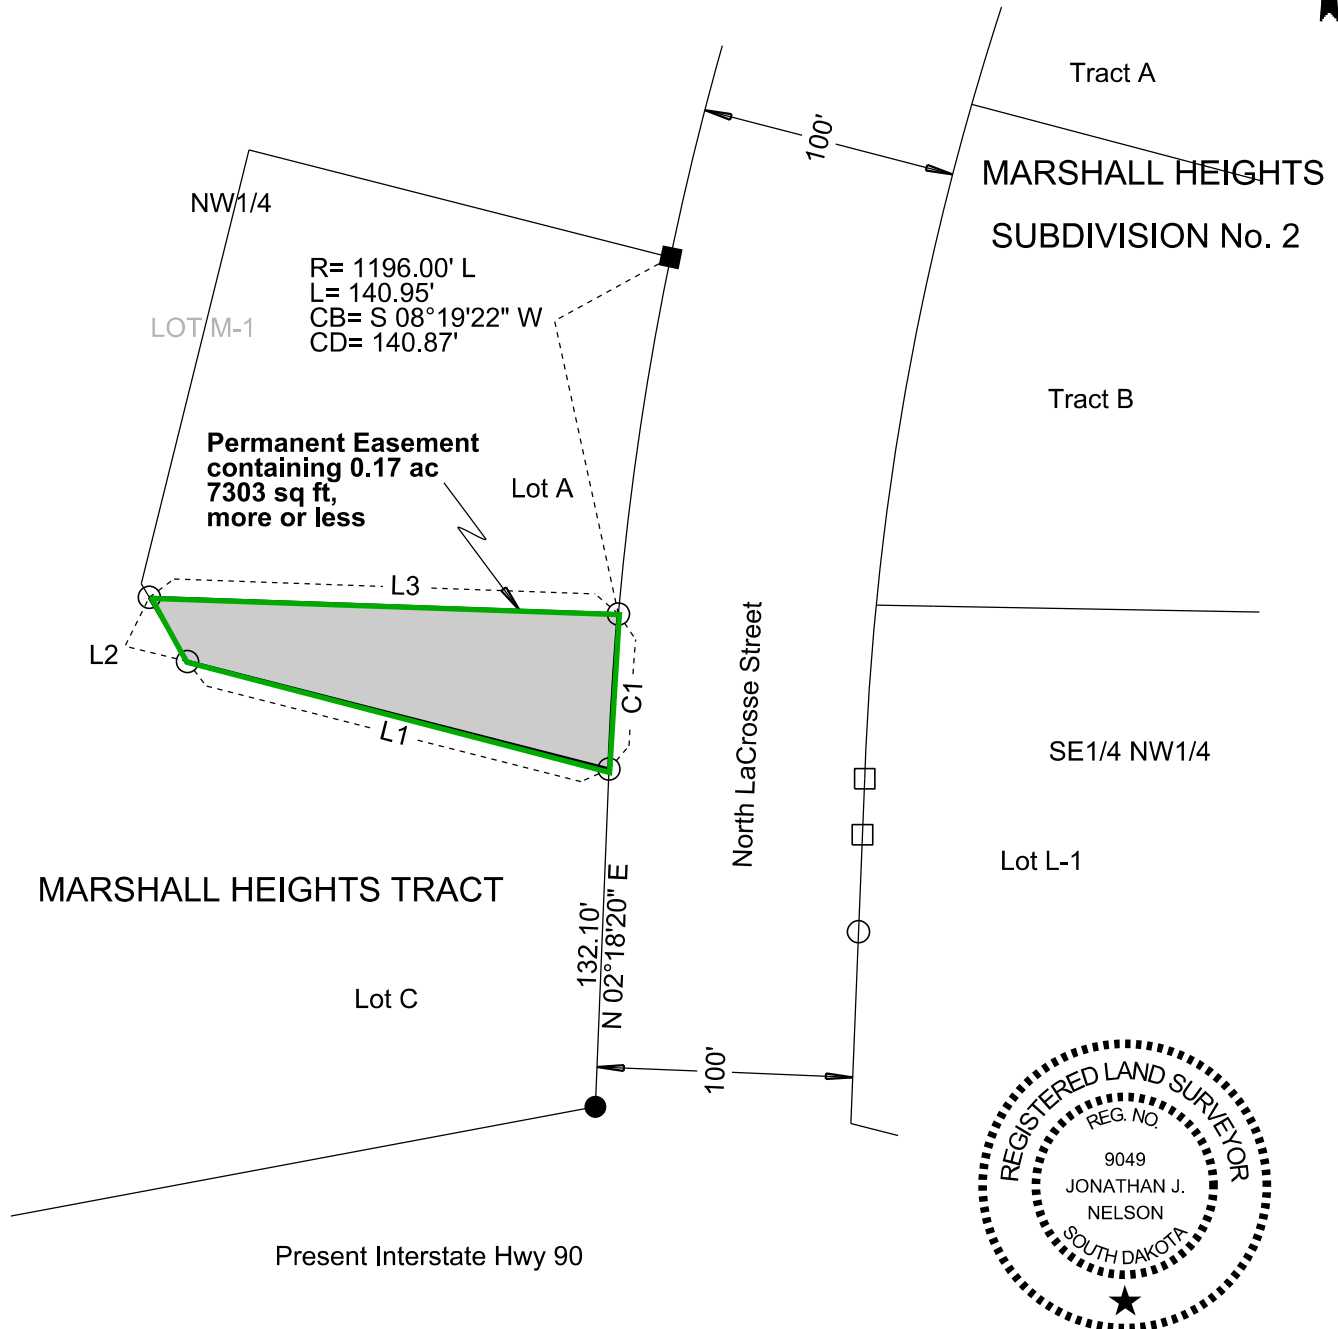 Tract A
100'
MARSHALL HEIGHTS
SUBDIVISION No. 2
NW1/4
R= 1196.00' L
L= 140.95'
CB= S 08°19'22" W
CD= 140.87'
LOT M-1
Tract B
Permanent Easement
containing 0.17 ac
7303 sq ft,
more or less
Lot A
L3
L2
C1
L1
North LaCrosse Street
SE1/4 NW1/4
Lot L-1
MARSHALL HEIGHTS TRACT
132.10'
N 02°18'20" E
Lot C
100'
REGISTERED LAND SURVEYOR
REG. NO.
9049
JONATHAN J.
NELSON
SOUTH DAKOTA
Present Interstate Hwy 90